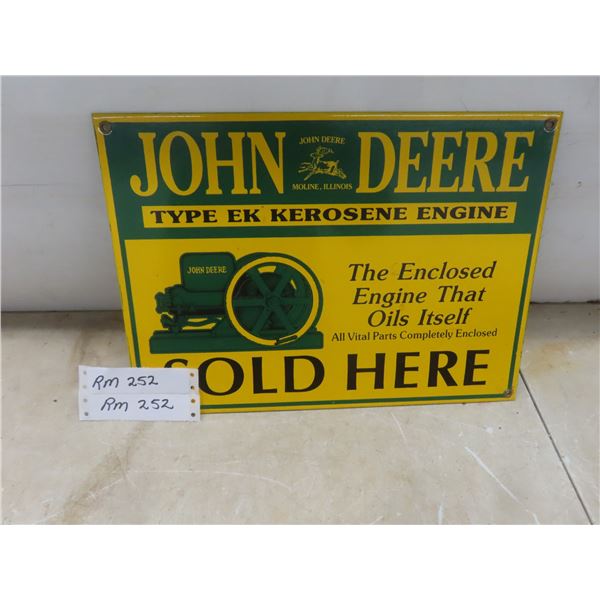 JOHN DEERE
JOHN DEERE
MOLINE, ILLINOIS
TYPE EK KEROSENE ENGINE
JOHN DEERE
The Enclosed
Engine That
Oils Itself
All Vital Parts Completely Enclosed
SOLD HERE
RM 252
RM 252